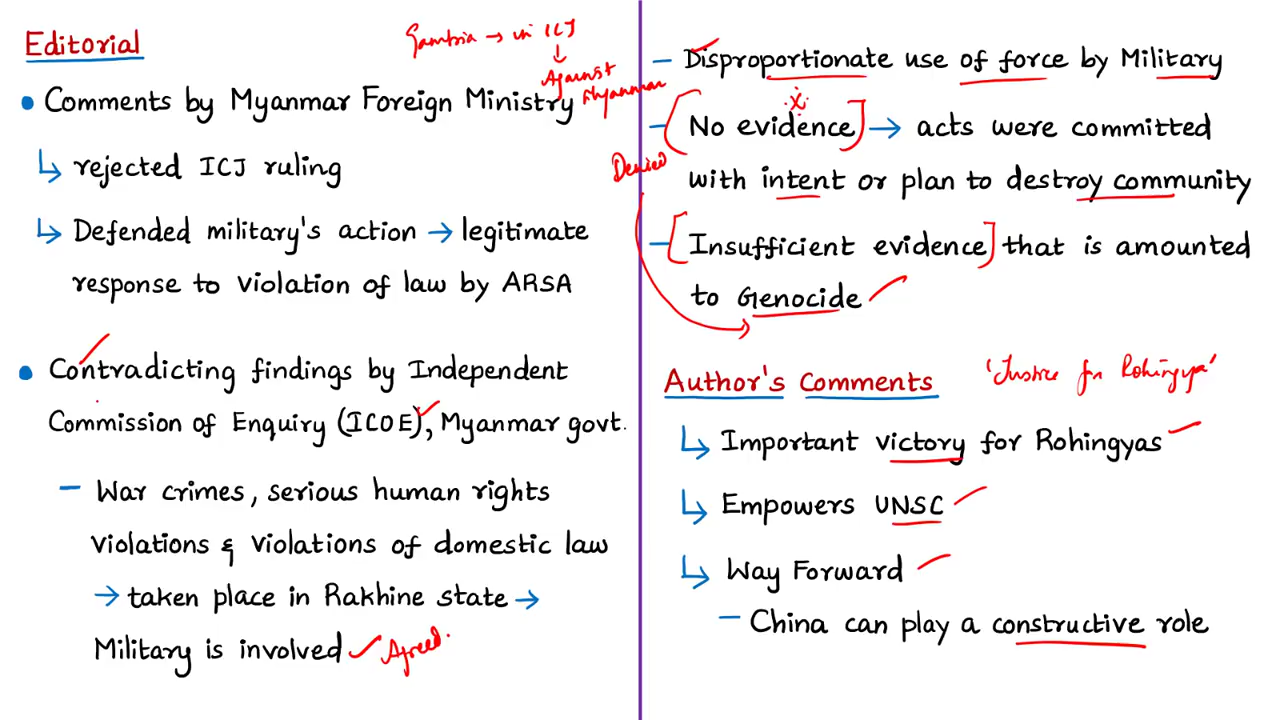 Editorial
Gambia → in ICJ
↓
Against
Myanmar
• Comments by Myanmar Foreign Ministry
↳ rejected ICJ ruling
↳ Defended military's action → legitimate
response to violation of law by ARSA
• Contradicting findings by Independent
Commission of Enquiry (ICOE), Myanmar govt.
– War crimes, serious human rights
violations & violations of domestic law
→ taken place in Rakhine state →
Military is involved ✓ Agreed
– Disproportionate use of force by Military
– [No evidence] → acts were committed
Denied
with intent or plan to destroy community
– [Insufficient evidence] that is amounted
to Genocide
Author's Comments 'Justice for Rohingya'
↳ Important victory for Rohingyas
↳ Empowers UNSC
↳ Way Forward
– China can play a constructive role